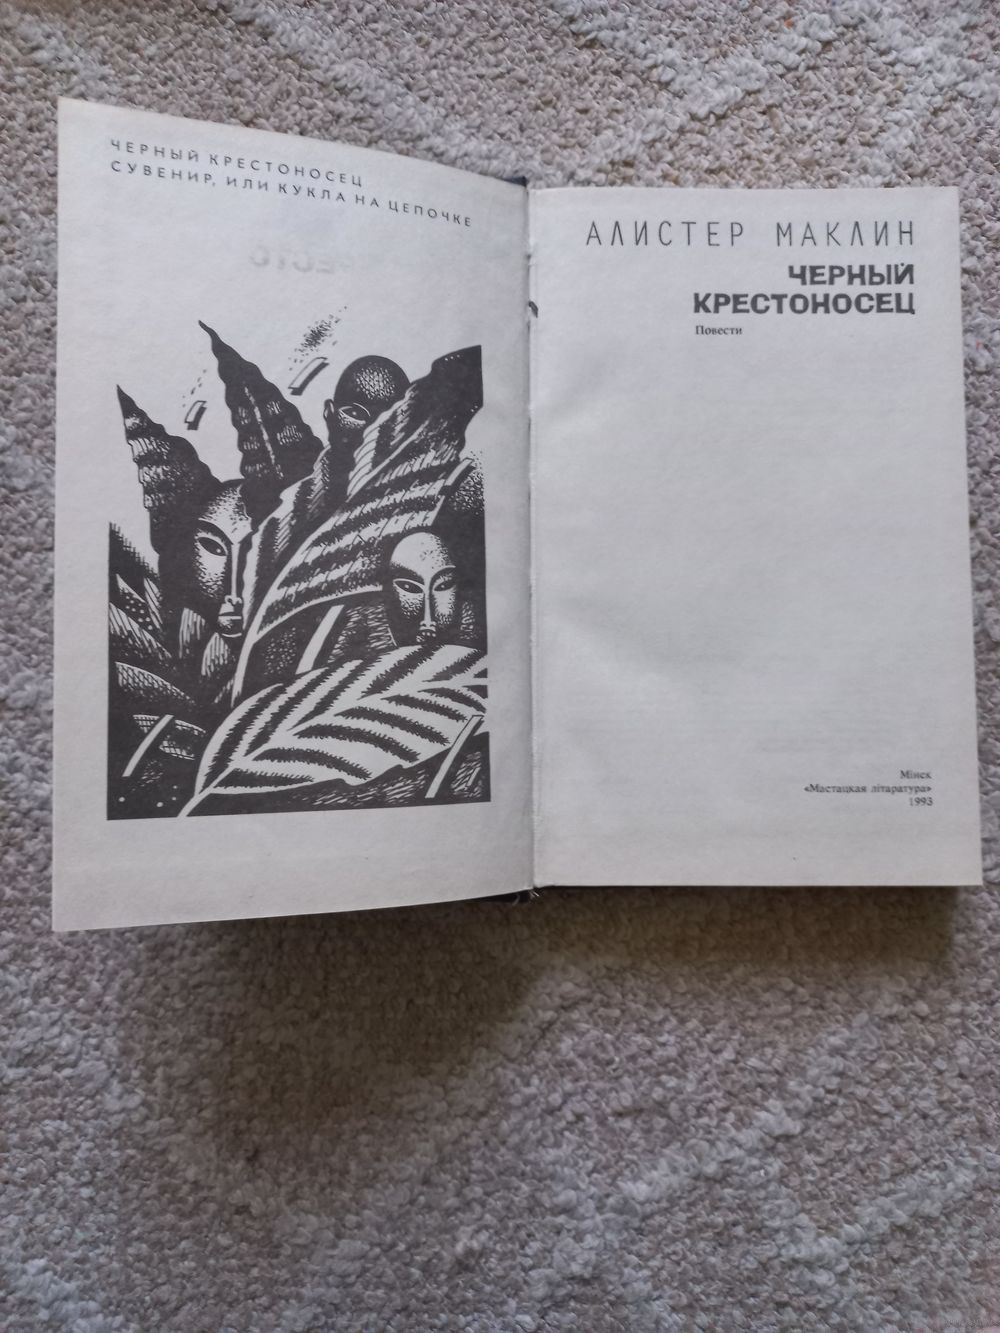 ЧЕРНЫЙ КРЕСТОНОСЕЦ
СУВЕНИР, ИЛИ КУКЛА НА ЦЕПОЧКЕ
АЛИСТЕР МАКЛИН
ЧЕРНЫЙ
КРЕСТОНОСЕЦ
Повести
Мінск
«Мастацкая літаратура»
1993